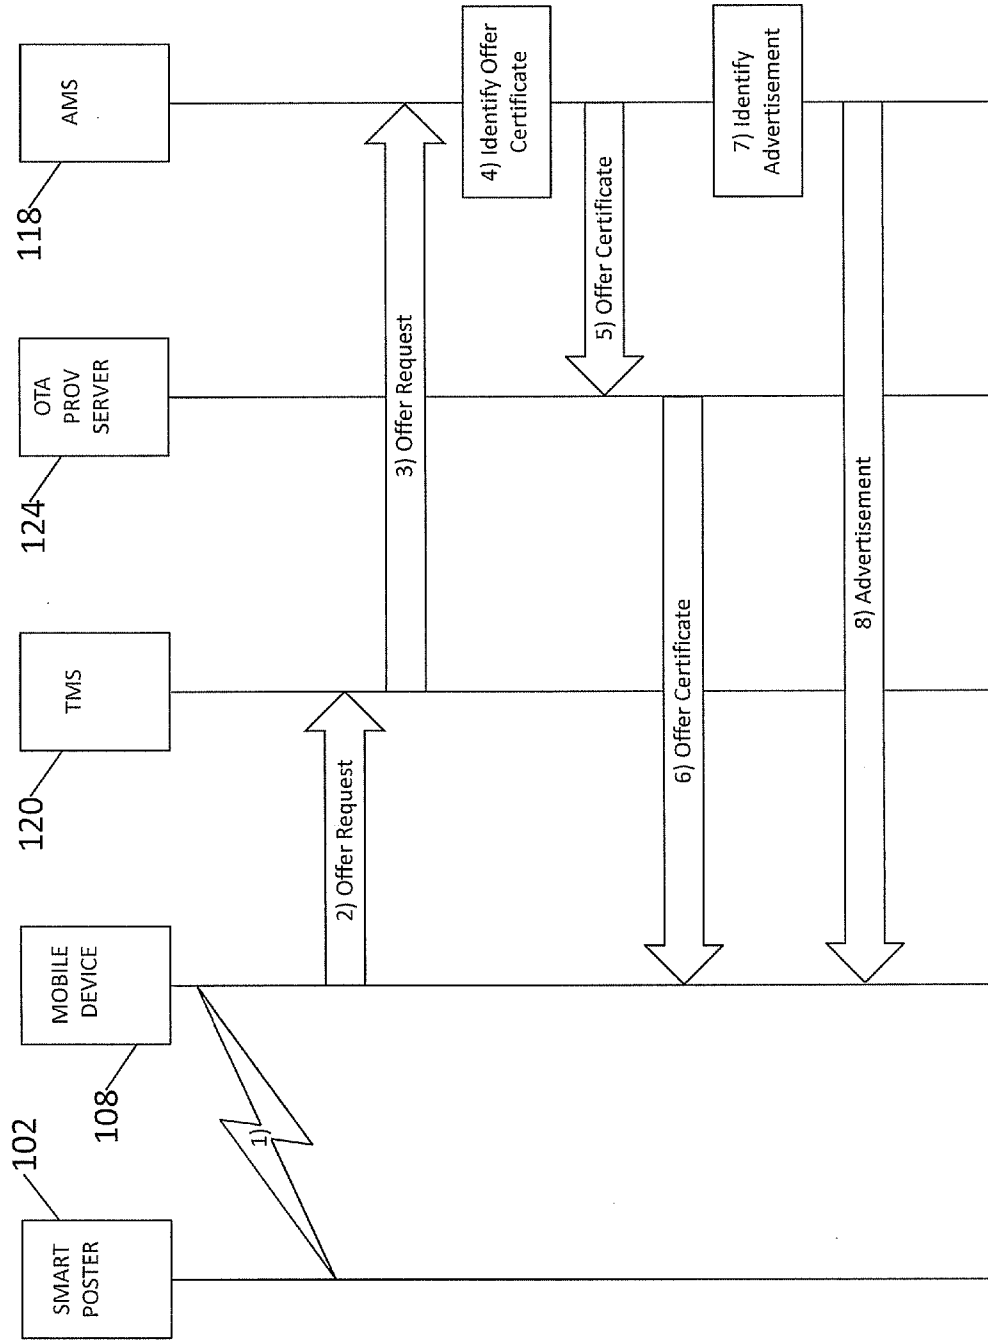 SMART
POSTER
102
MOBILE
DEVICE
108
TMS
120
OTA
PROV
SERVER
124
AMS
118
1)
2) Offer Request
3) Offer Request
4) Identify Offer
Certificate
5) Offer Certificate
6) Offer Certificate
7) Identify
Advertisement
8) Advertisement